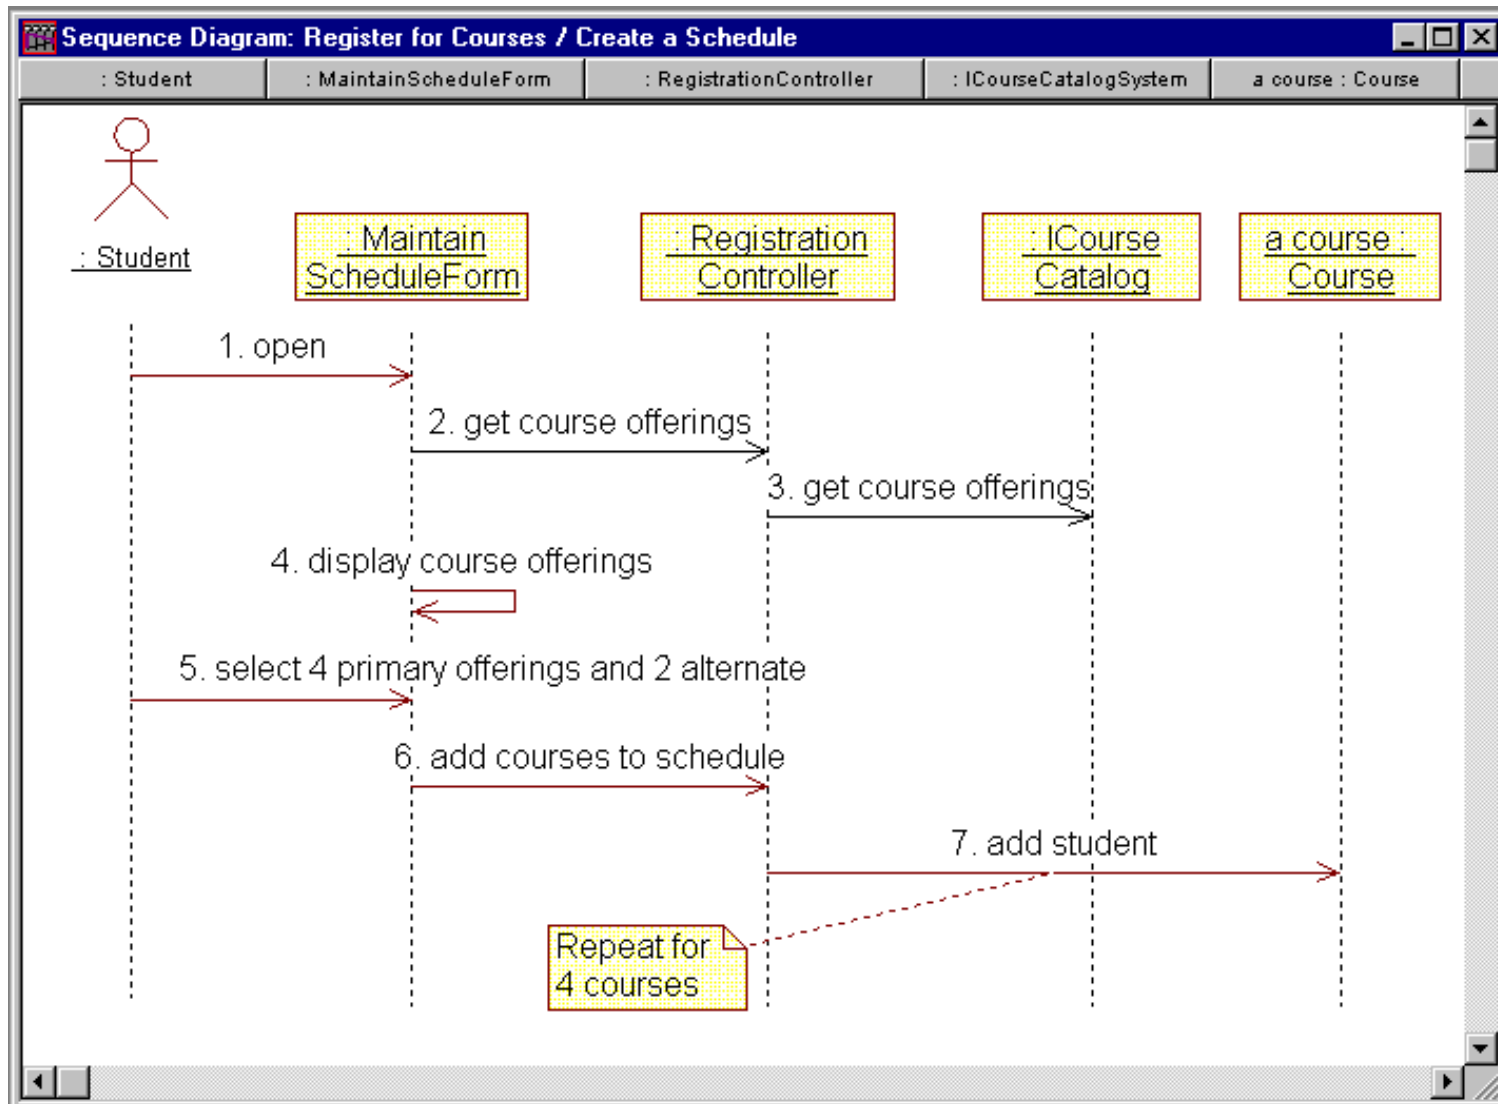 Sequence Diagram: Register for Courses / Create a Schedule
: Student
: MaintainScheduleForm
: RegistrationController
: ICourseCatalogSystem
a course : Course
: Student
: Maintain
ScheduleForm
: Registration
Controller
: ICourse
Catalog
a course :
Course
1. open
2. get course offerings
3. get course offerings
4. display course offerings
5. select 4 primary offerings and 2 alternate
6. add courses to schedule
7. add student
Repeat for
4 courses